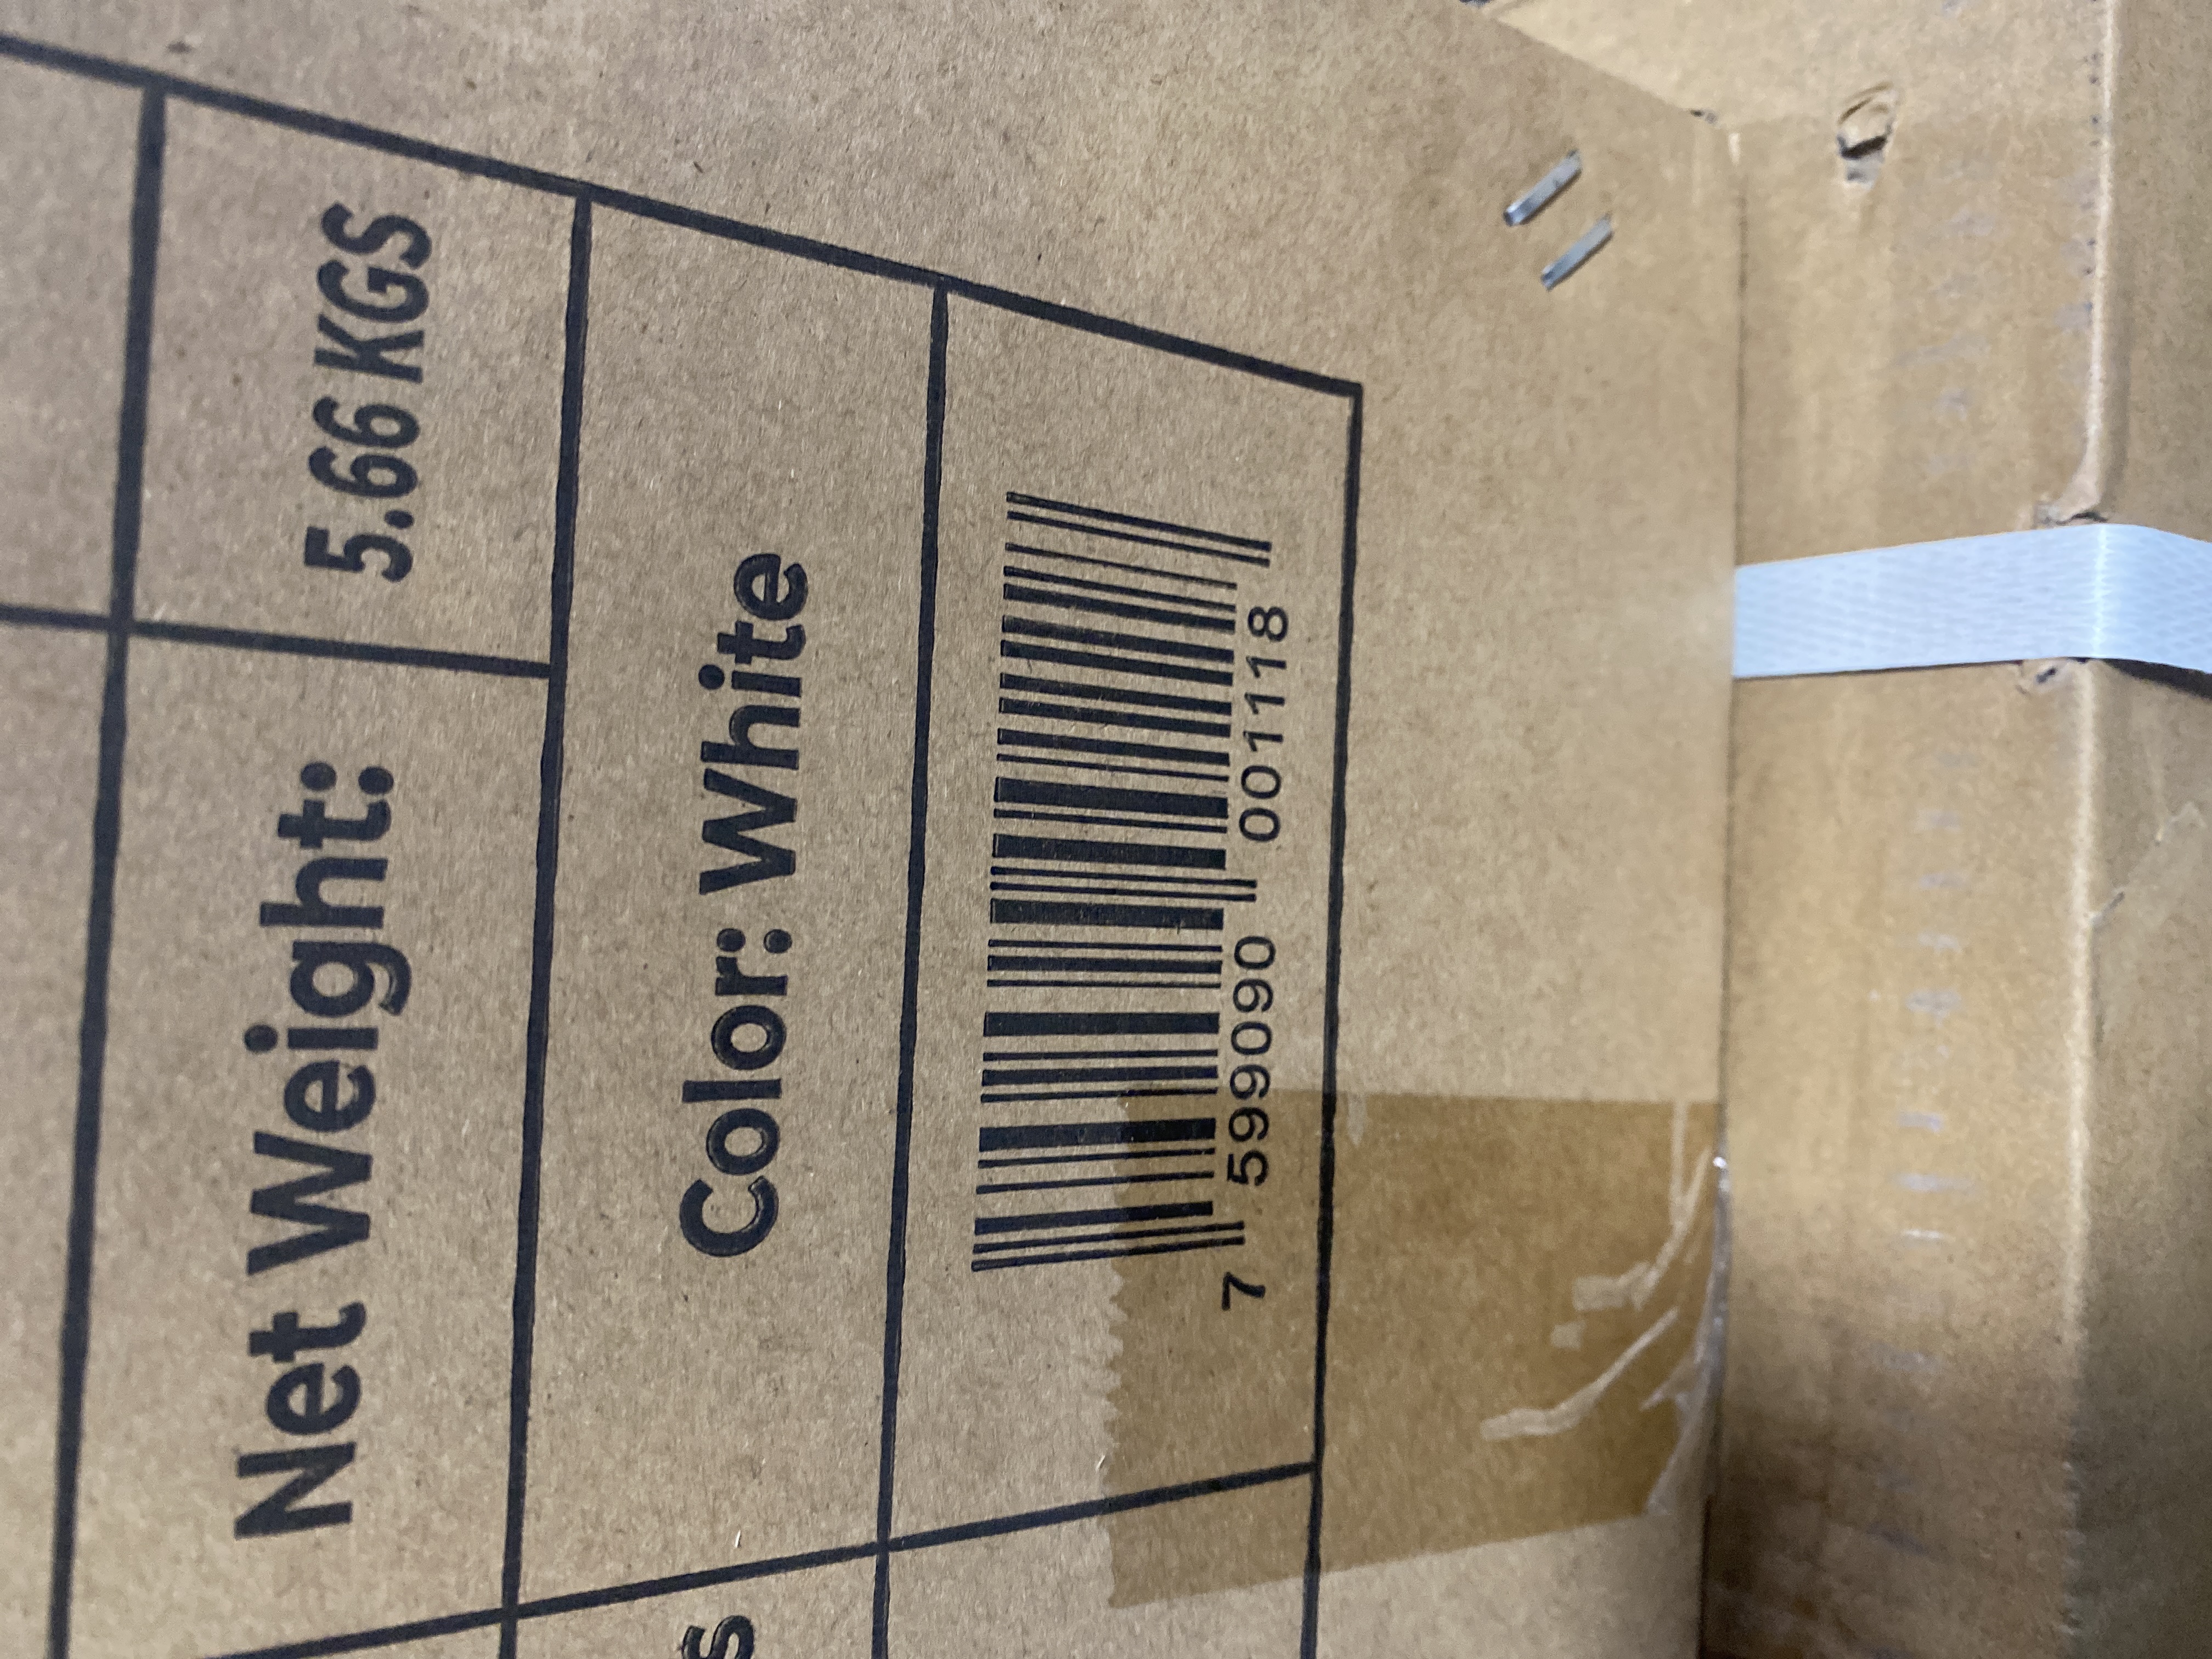 Net Weight: 5.66 KGS
Color: White
7 599090 001118